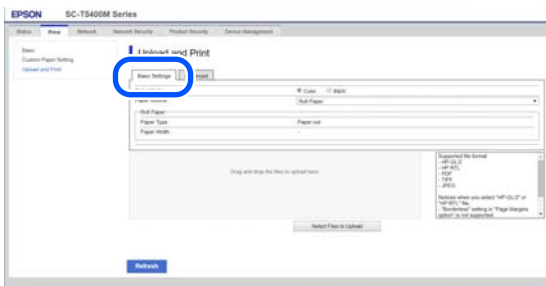 EPSON SC-T5400M Series
Status Print Network Network Security Product Security Device Management
Basic
Custom Paper Setting
Upload and Print
Upload and Print
Basic Settings
Color B&W
Paper Source Roll Paper
Roll Paper
Paper Type : Paper out
Paper Width : -
Drag and drop the files to upload here.
Supported file format
- HP-GL/2
- HP RTL
- PDF
- TIFF
- JPEG
Notices when you select "HP-GL/2" or
"HP RTL" file.
- "Borderless" setting in "Page Margins
option" is not supported.
Select Files to Upload
Refresh